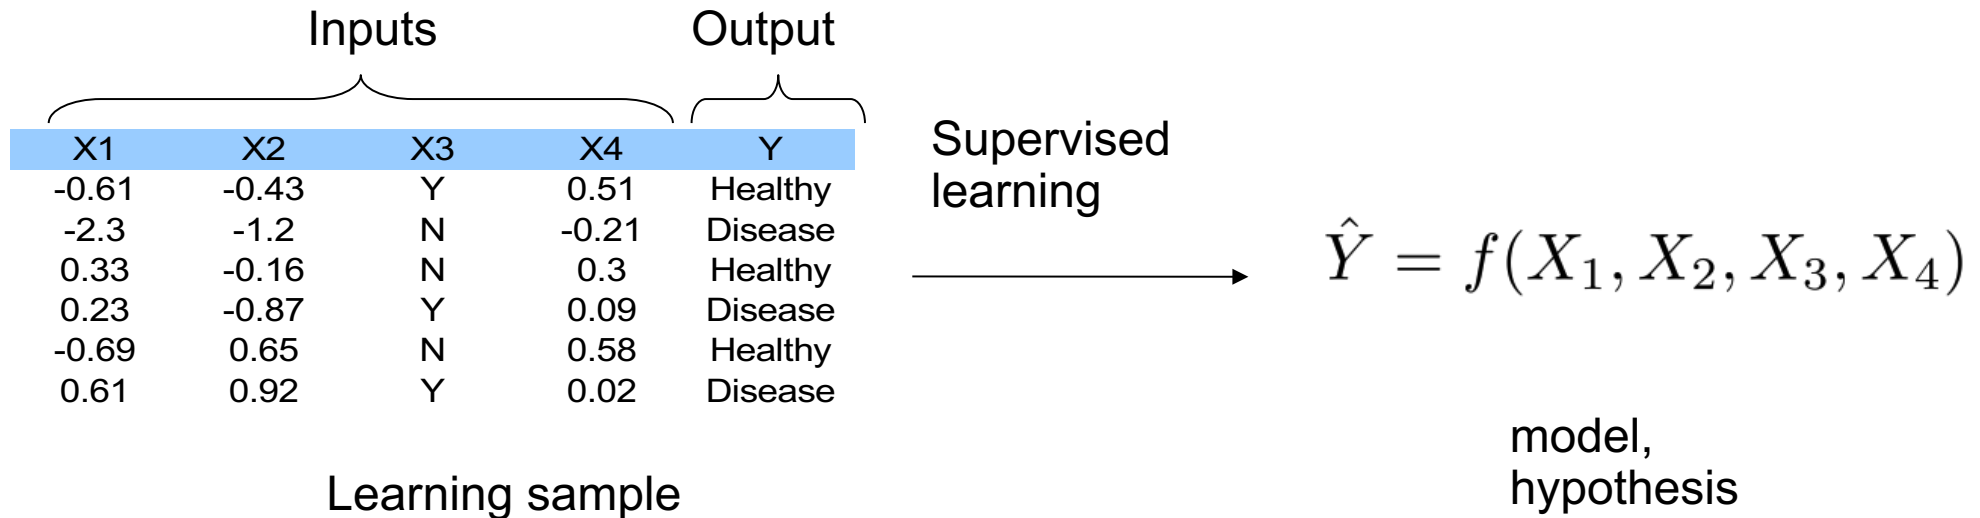 Inputs Output
X1 X2 X3 X4 Y
-0.61 -0.43 Y 0.51 Healthy
-2.3 -1.2 N -0.21 Disease
0.33 -0.16 N 0.3 Healthy
0.23 -0.87 Y 0.09 Disease
-0.69 0.65 N 0.58 Healthy
0.61 0.92 Y 0.02 Disease
Learning sample
Supervised
learning
Ŷ = f(X₁, X₂, X₃, X₄)
model,
hypothesis